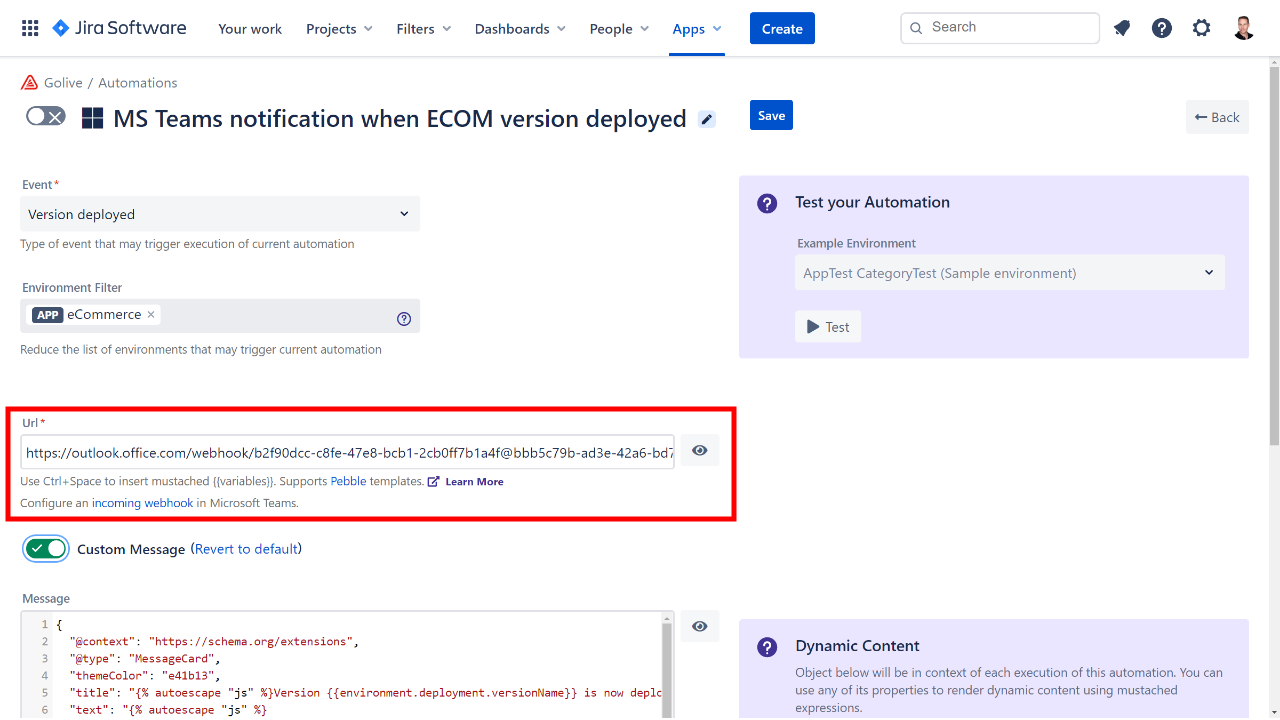 Jira Software Your work Projects Filters Dashboards People Apps Create Search
Golive / Automations
MS Teams notification when ECOM version deployed Save ← Back
Event*
Version deployed
Type of event that may trigger execution of current automation
Environment Filter
APP eCommerce ×
Reduce the list of environments that may trigger current automation
Test your Automation
Example Environment
AppTest CategoryTest (Sample environment)
Test
Url*
https://outlook.office.com/webhook/b2f90dcc-c8fe-47e8-bcb1-2cb0ff7b1a4f@bbb5c79b-ad3e-42a6-bd7
Use Ctrl+Space to insert mustached {{variables}}. Supports Pebble templates. Learn More
Configure an incoming webhook in Microsoft Teams.
Custom Message (Revert to default)
Message
1 {
2 "@context": "https://schema.org/extensions",
3 "@type": "MessageCard",
4 "themeColor": "e41b13",
5 "title": "{% autoescape "js" %}Version {{environment.deployment.versionName}} is now deplo
6 "text": "{% autoescape "js" %}
Dynamic Content
Object below will be in context of each execution of this automation. You can
use any of its properties to render dynamic content using mustached
expressions.